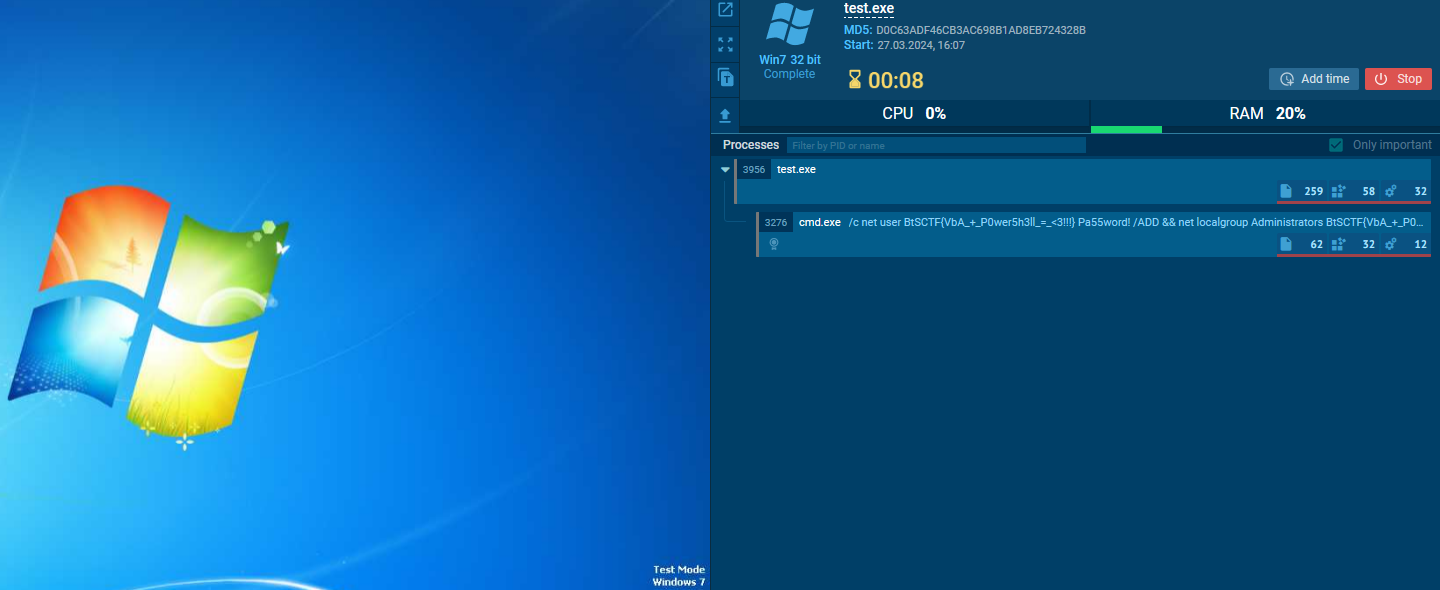 test.exe
MD5: D0C63ADF46CB3AC698B1AD8EB724328B
Start: 27.03.2024, 16:07
Win7 32 bit
Complete
00:08
Add time
Stop
CPU 0%
RAM 20%
Processes
Filter by PID or name
Only important
3956 test.exe
259 58 32
3276 cmd.exe /c net user BtSCTF{VbA_+_P0wer5h3ll_=_<3!!!} Pa55word! /ADD && net localgroup Administrators BtSCTF{VbA_+_P0...
62 32 12
Test Mode
Windows 7